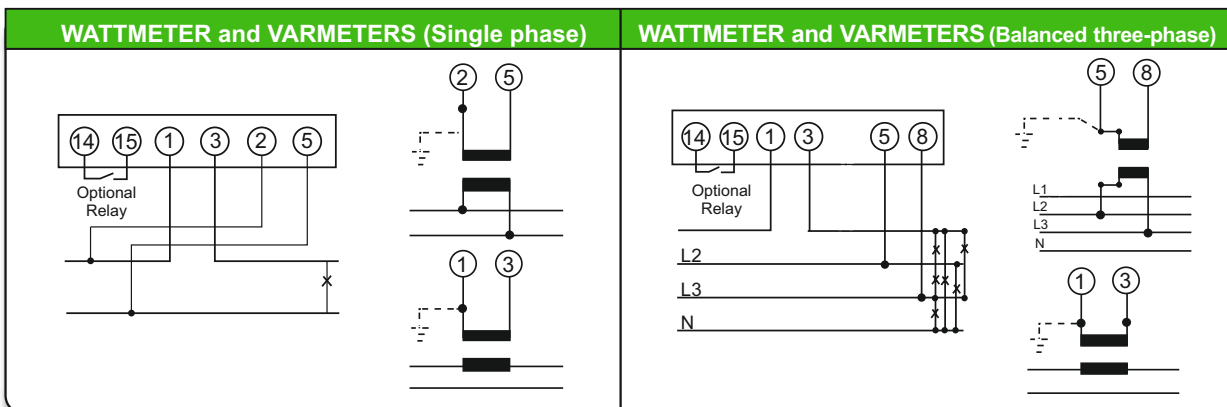 WATTMETER and VARMETERS (Single phase)
2 5
14 15 1 3 2 5
Optional
Relay
1 3
WATTMETER and VARMETERS (Balanced three-phase)
5 8
14 15 1 3 5 8
Optional
Relay
L1
L2
L3
N
L2
L3
N
1 3